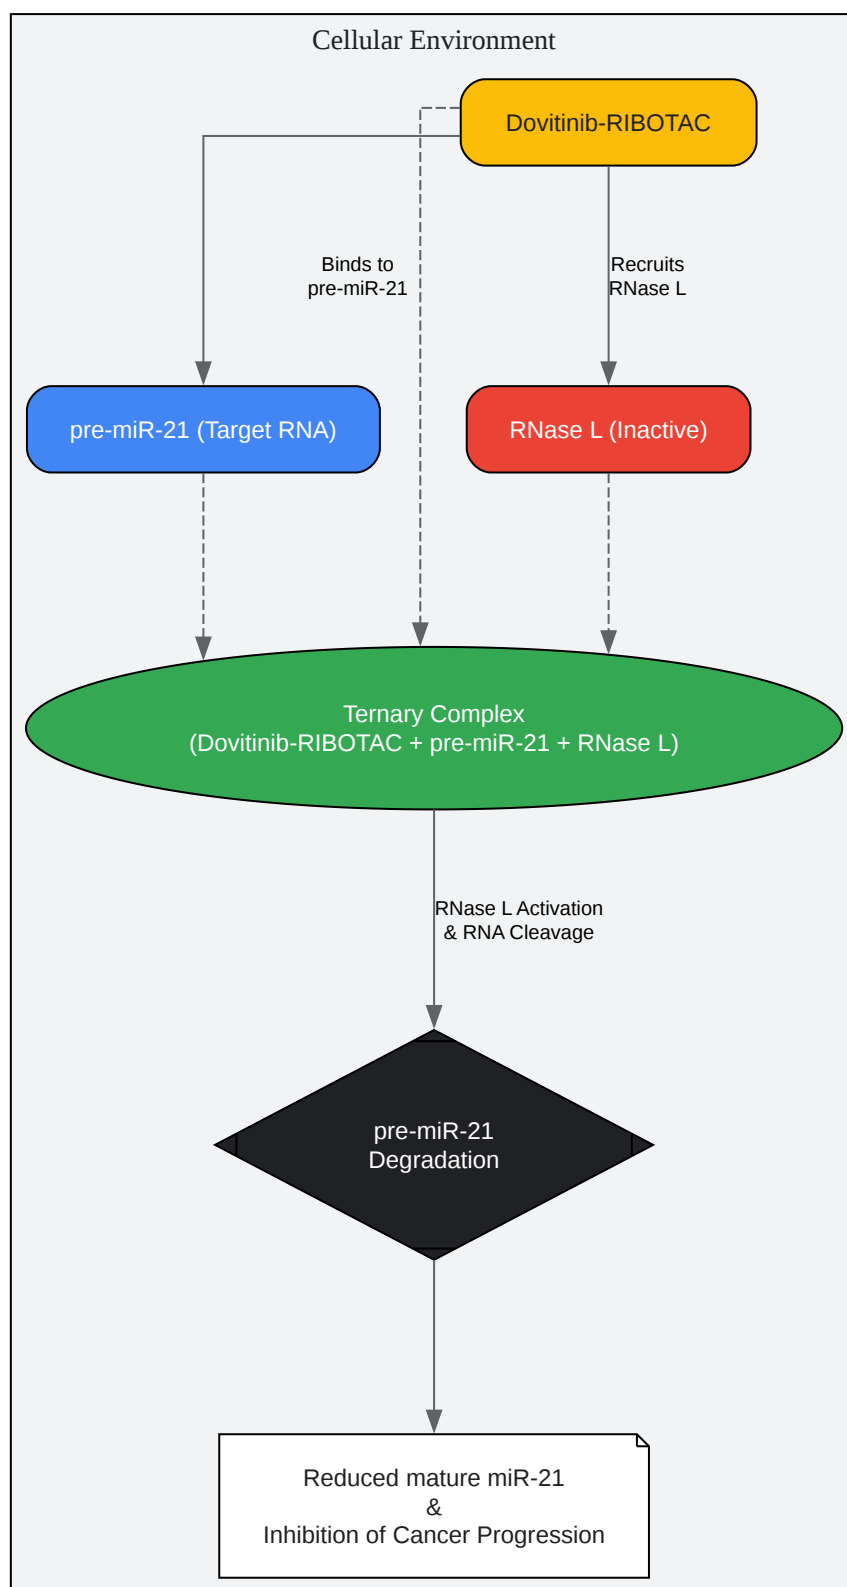 Cellular Environment
Dovitinib-RIBOTAC
Binds to
pre-miR-21
Recruits
RNase L
pre-miR-21 (Target RNA)
RNase L (Inactive)
Ternary Complex
(Dovitinib-RIBOTAC + pre-miR-21 + RNase L)
RNase L Activation
& RNA Cleavage
pre-miR-21
Degradation
Reduced mature miR-21
&
Inhibition of Cancer Progression